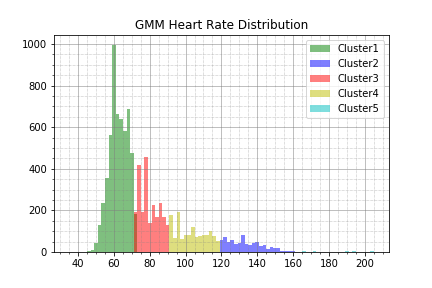 GMM Heart Rate Distribution
1000
800
600
400
200
0
Cluster1
Cluster2
Cluster3
Cluster4
Cluster5
40 60 80 100 120 140 160 180 200